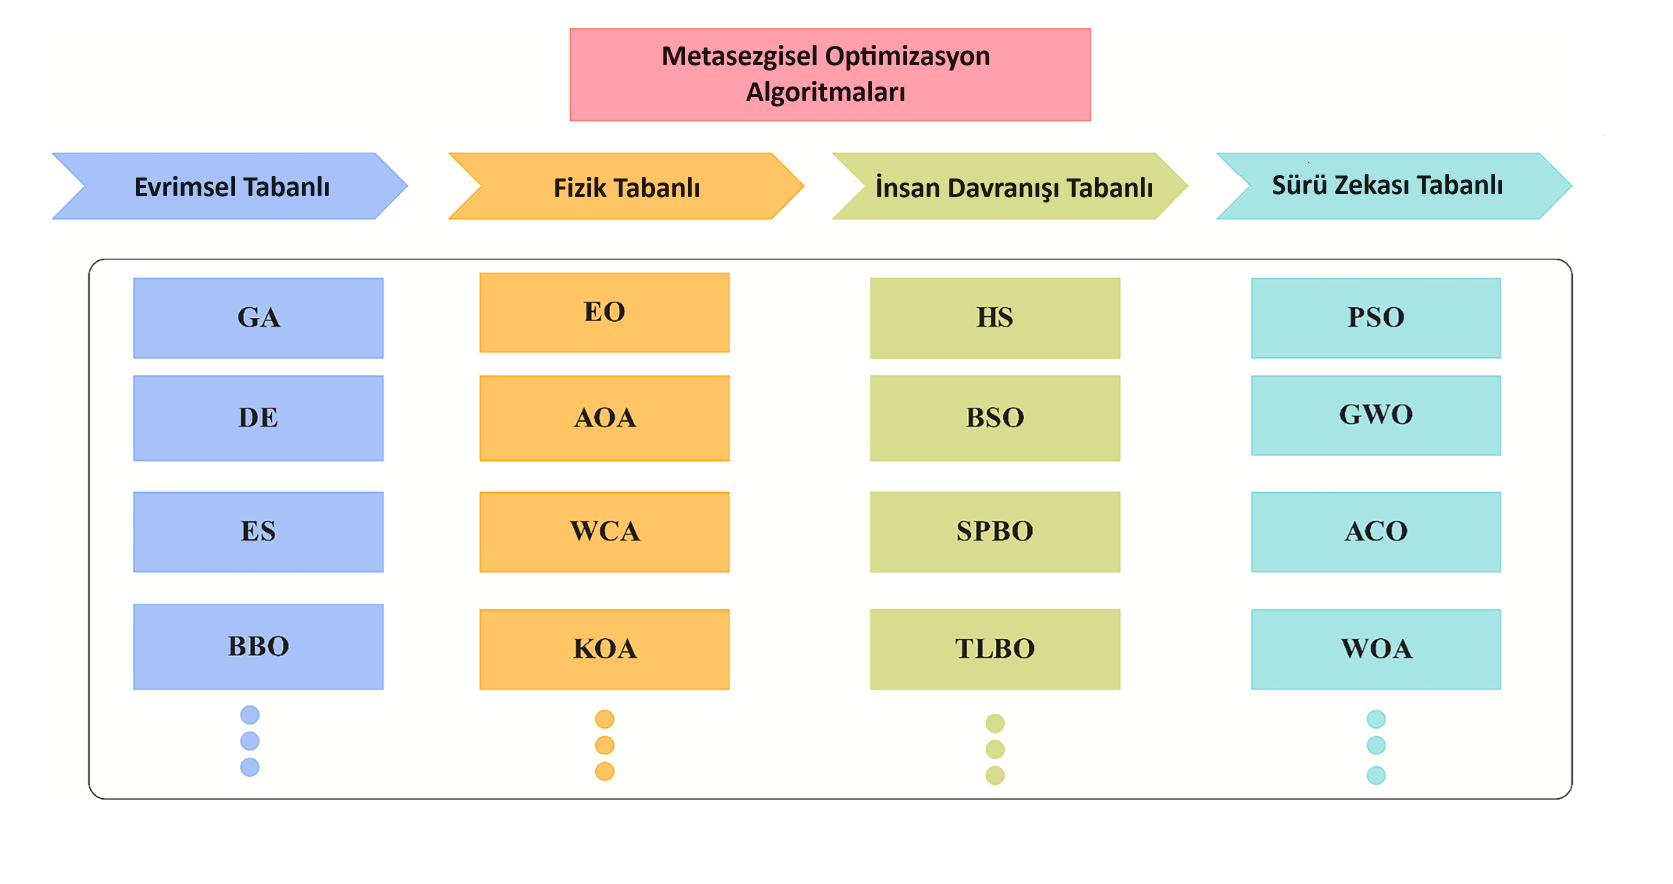 Metasezgisel Optimizasyon
Algoritmaları
Evrimsel Tabanlı
Fizik Tabanlı
İnsan Davranışı Tabanlı
Sürü Zekası Tabanlı
GA
EO
HS
PSO
DE
AOA
BSO
GWO
ES
WCA
SPBO
ACO
BBO
KOA
TLBO
WOA